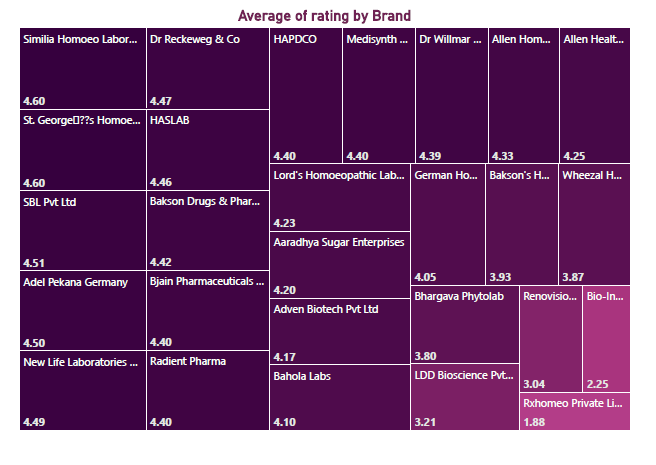 Average of rating by Brand
Similia Homoeo Labor...
4.60
St. George�??s Homoe...
4.60
SBL Pvt Ltd
4.51
Adel Pekana Germany
4.50
New Life Laboratories ...
4.49
Dr Reckeweg & Co
4.47
HASLAB
4.46
Bakson Drugs & Phar...
4.42
Bjain Pharmaceuticals ...
4.40
Radient Pharma
4.40
HAPDCO
4.40
Medisynth ...
4.40
Dr Willmar ...
4.39
Allen Hom...
4.33
Allen Healt...
4.25
Lord's Homoeopathic Lab...
4.23
Aaradhya Sugar Enterprises
4.20
Adven Biotech Pvt Ltd
4.17
Bahola Labs
4.10
German Ho...
4.05
Bakson's H...
3.93
Wheezal H...
3.87
Bhargava Phytolab
3.80
LDD Bioscience Pvt...
3.21
Renovisio...
3.04
Bio-In...
2.25
Rxhomeo Private Li...
1.88